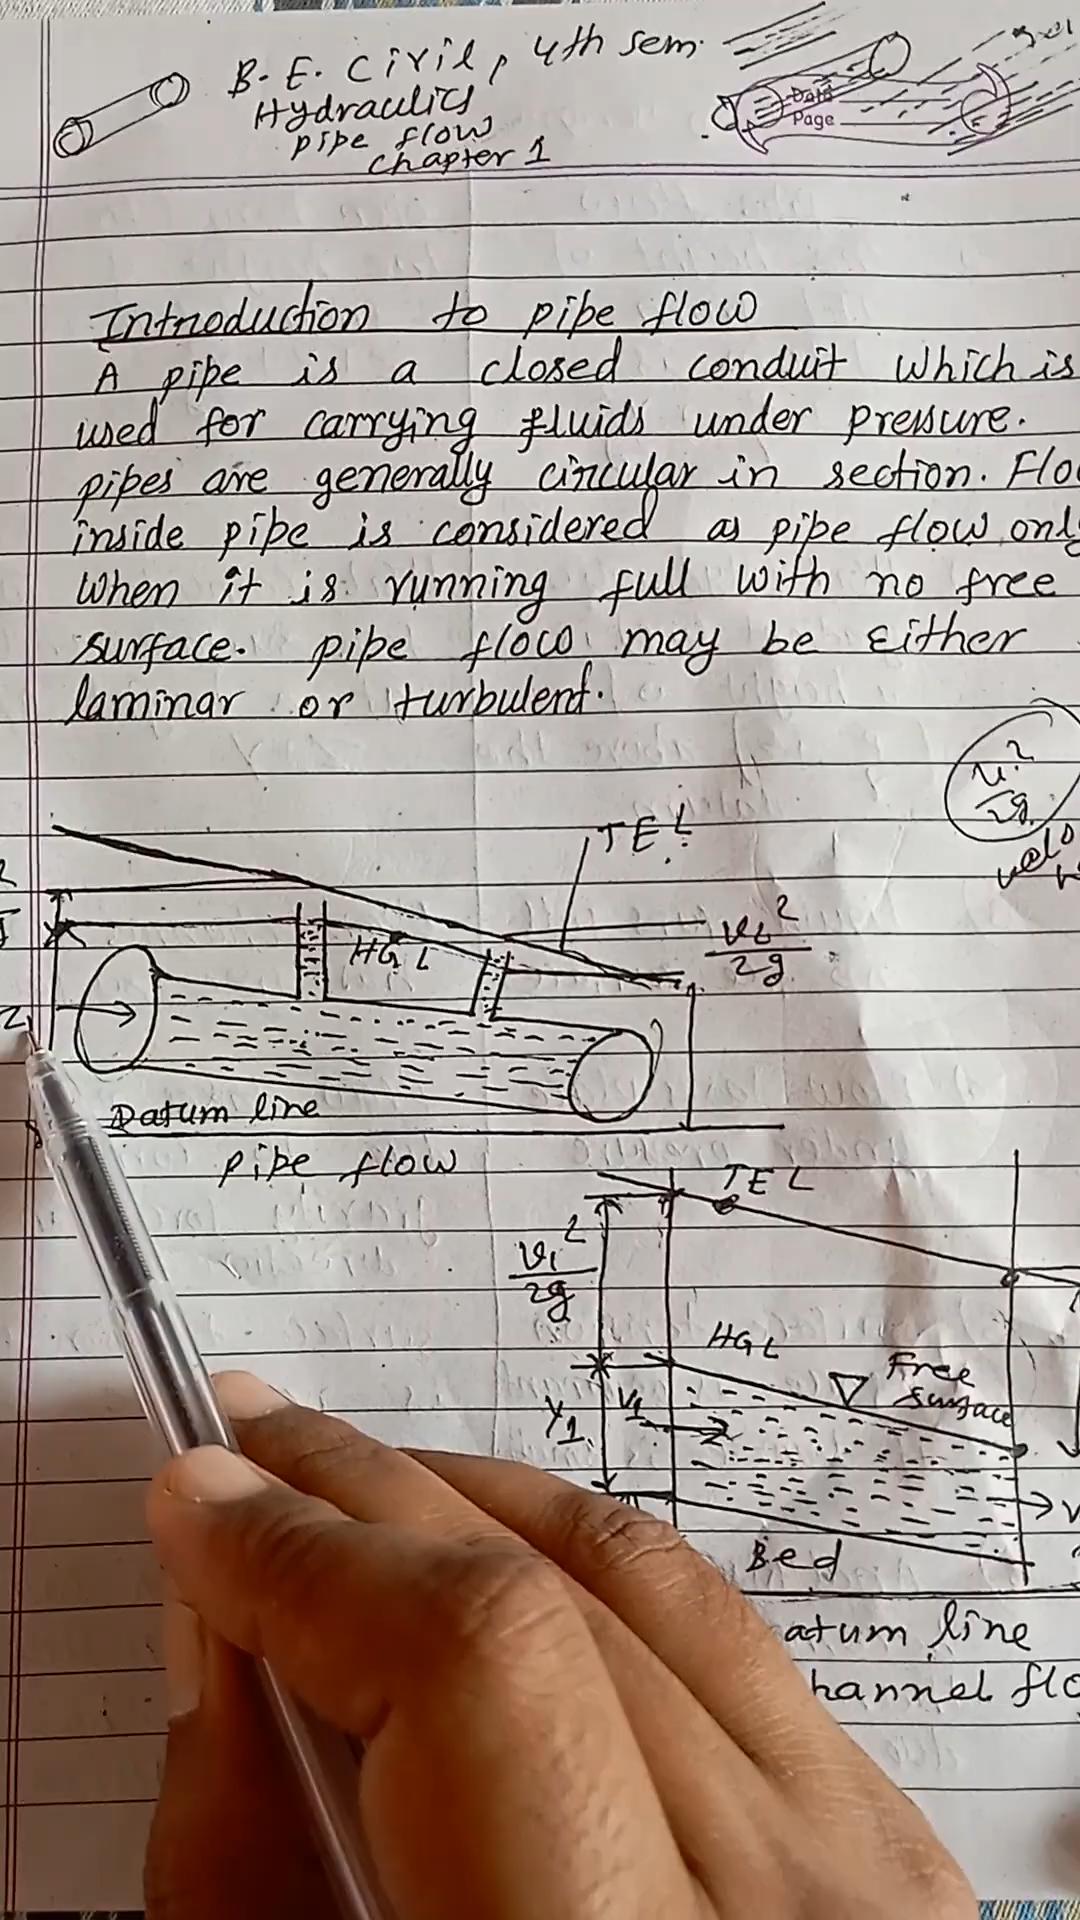 B.E. Civil, 4th sem.
Hydraulics
pipe flow
chapter 1
Date
Page
Introduction to pipe flow
A pipe is a closed conduit which is
used for carrying fluids under pressure.
pipes are generally circular in section. Flo
inside pipe is considered as pipe flow only
when it is running full with no free
surface. pipe flow may be either
laminar or turbulent.
v²/2g
velo
TEL
HGL
V₂²/2g
Datum line
pipe flow
TEL
V₁²/2g
HGL
Free
surface
Y1
V1
V
Bed
atum line
hannel flo